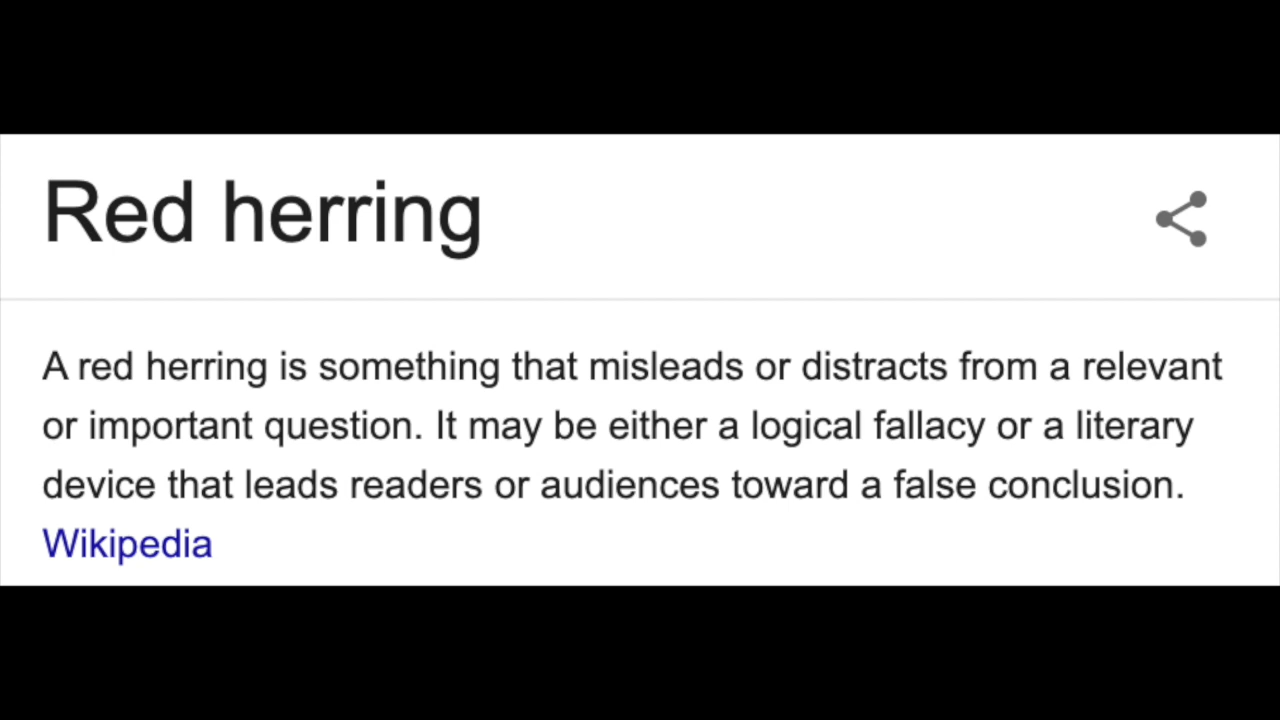 Red herring
A red herring is something that misleads or distracts from a relevant
or important question. It may be either a logical fallacy or a literary
device that leads readers or audiences toward a false conclusion.
Wikipedia